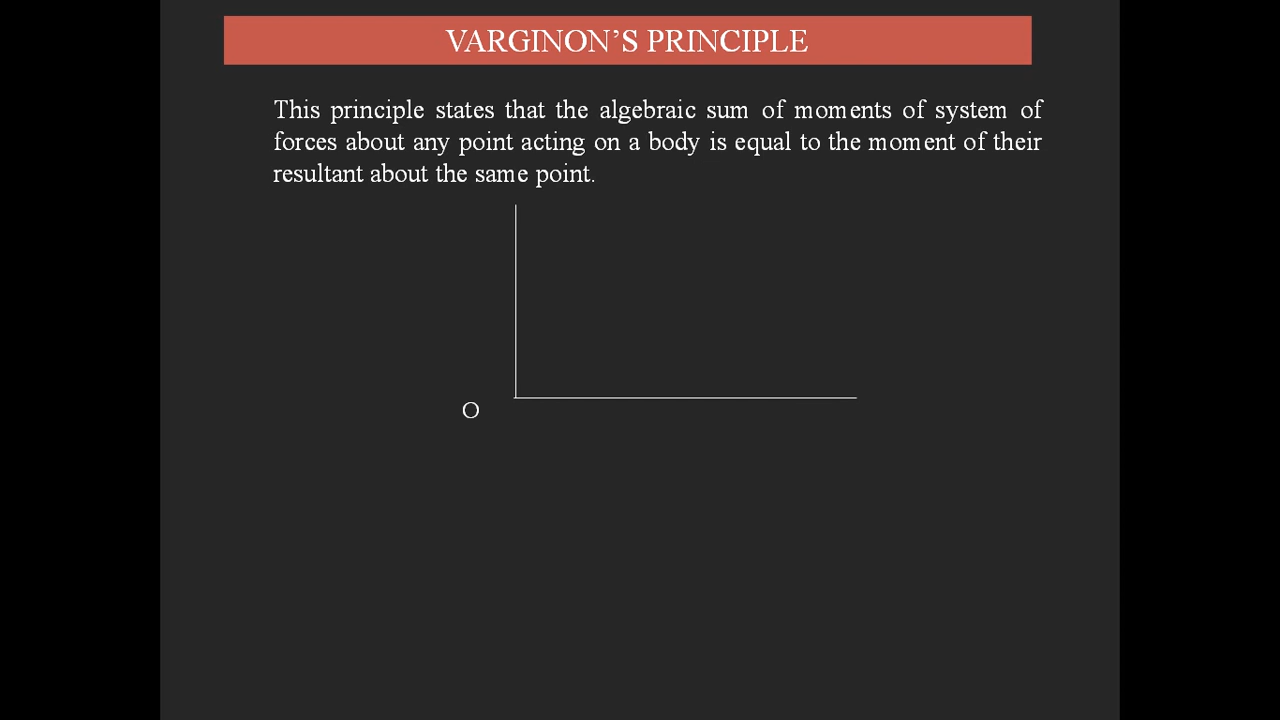 VARGINON’S PRINCIPLE
This principle states that the algebraic sum of moments of system of
forces about any point acting on a body is equal to the moment of their
resultant about the same point.
O